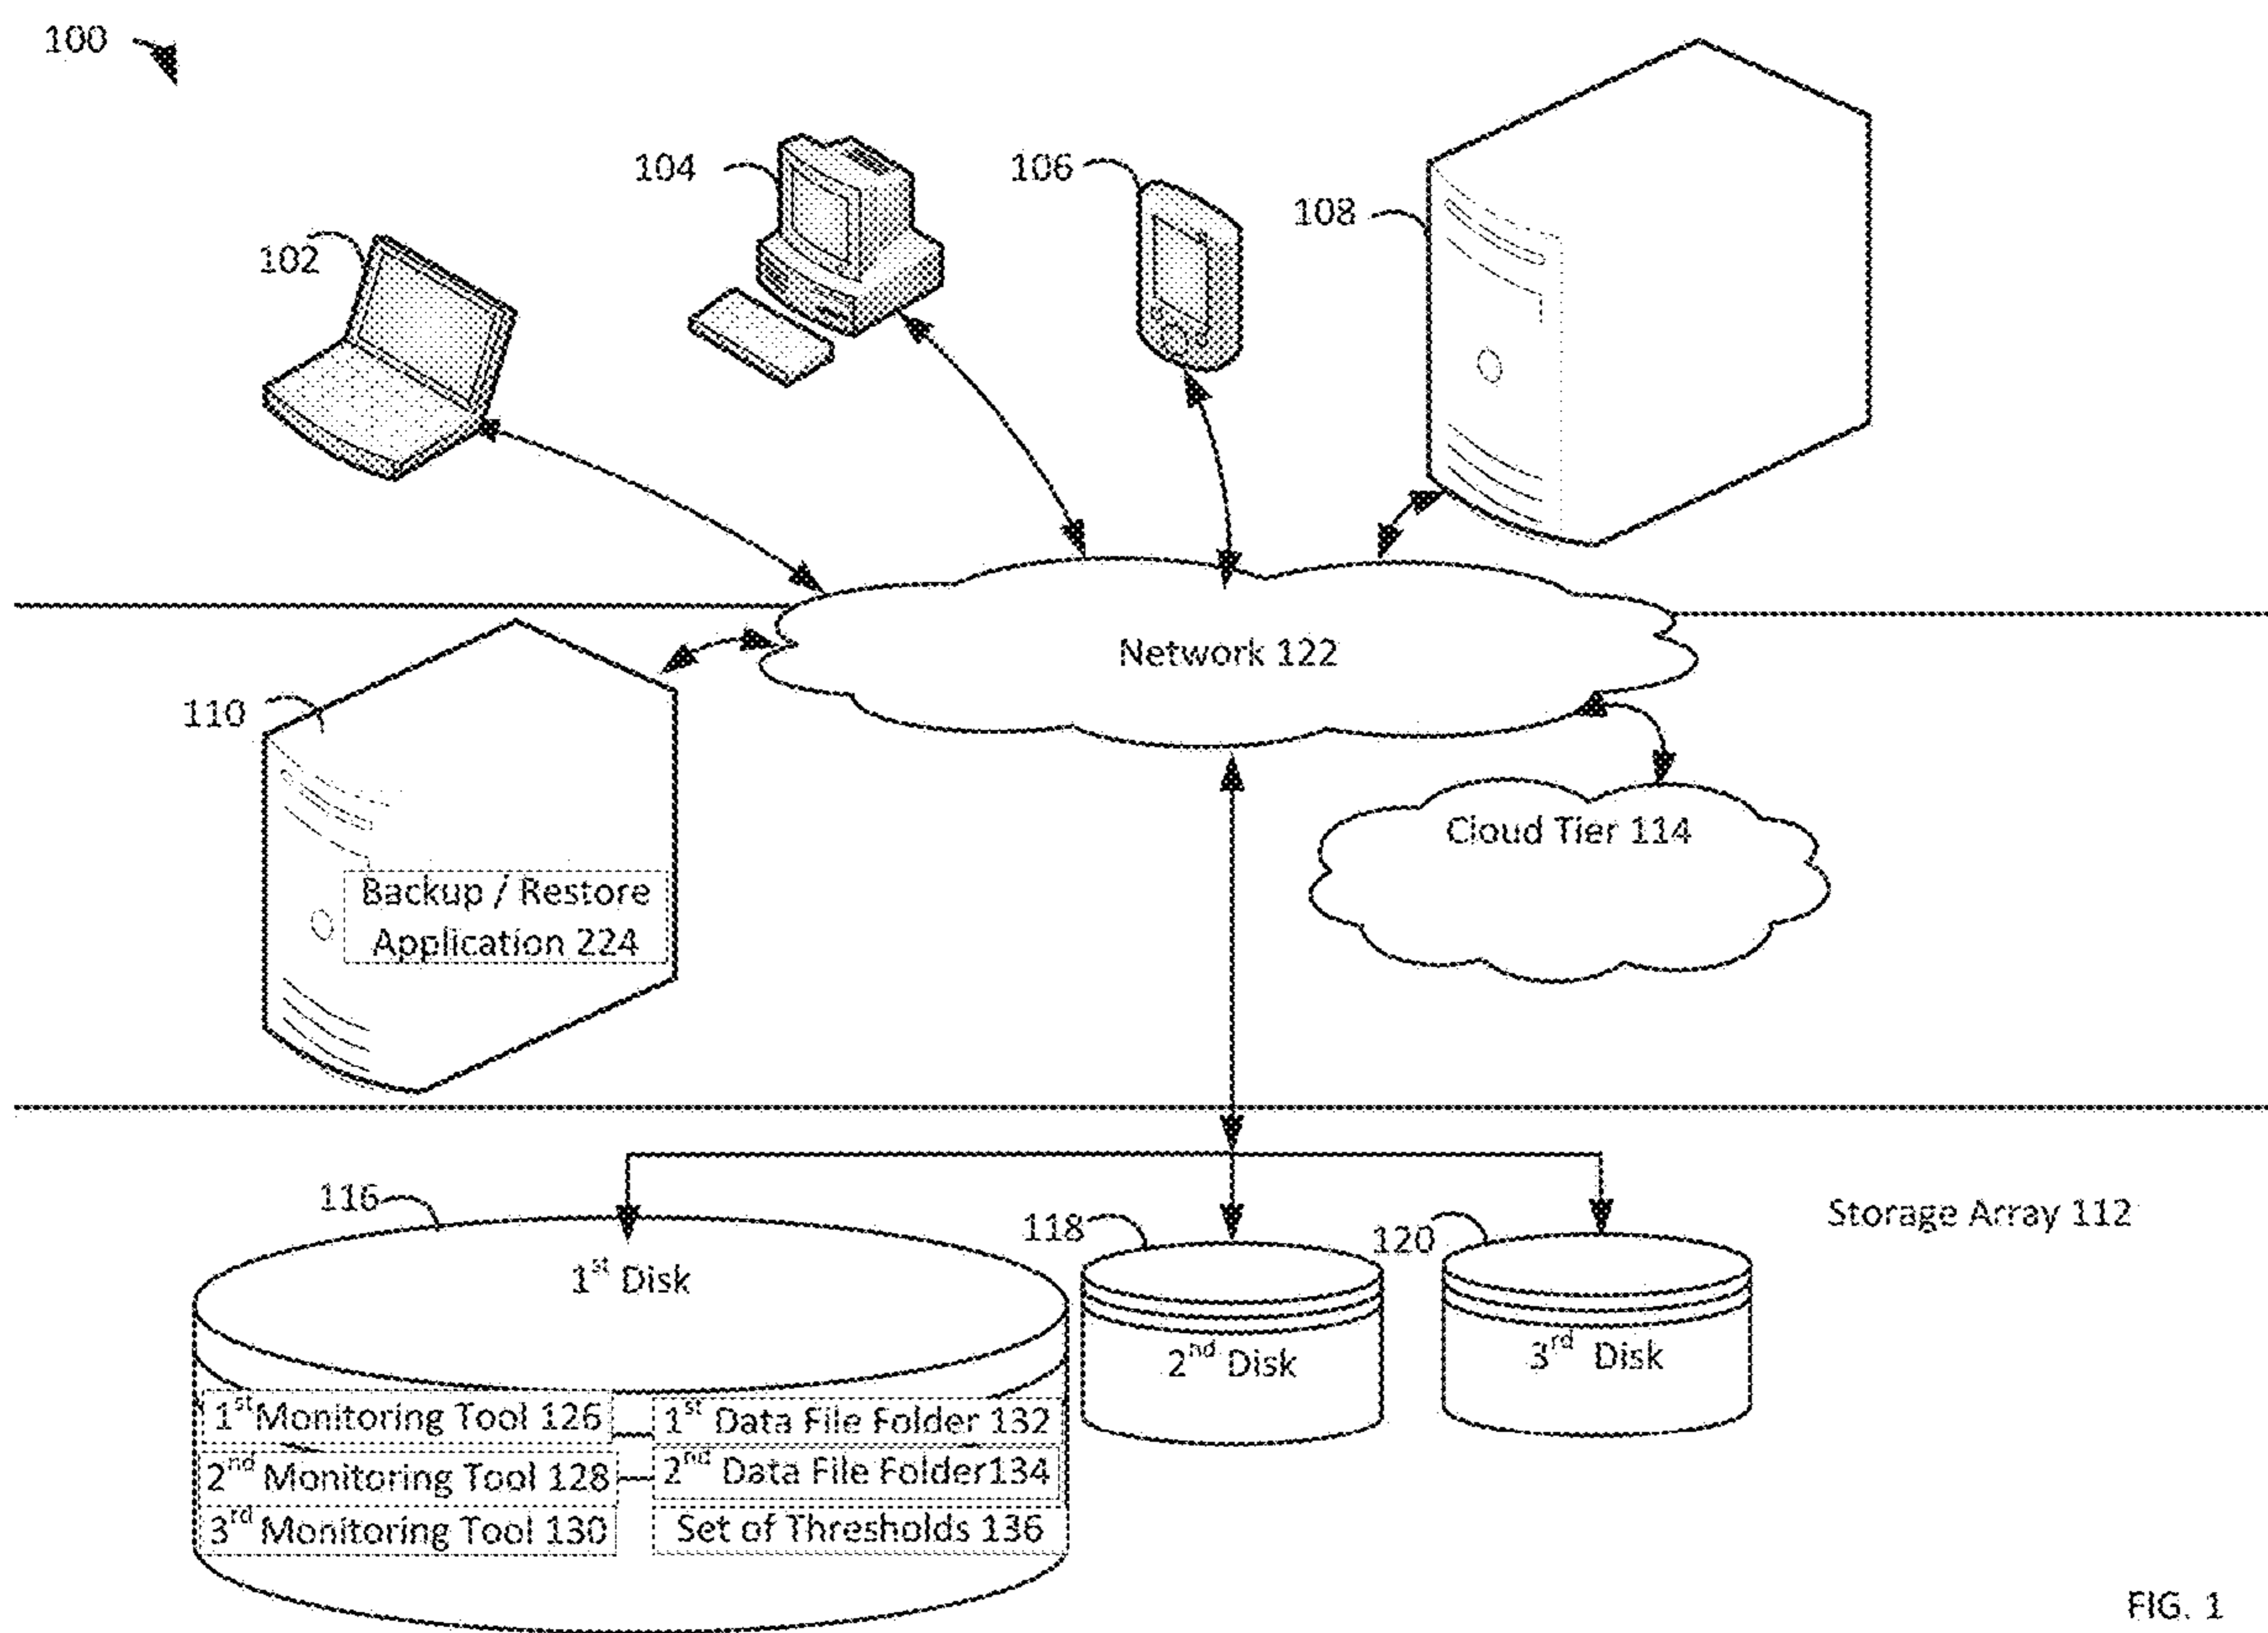 100
104
106
108
102
Network 122
110
Cloud Tier 114
Backup / Restore
Application 224
116
118
120
Storage Array 112
1st Disk
2nd Disk
3rd Disk
1st Monitoring Tool 126
1st Data File Folder 132
2nd Monitoring Tool 128
2nd Data File Folder134
3rd Monitoring Tool 130
Set of Thresholds 136
FIG. 1